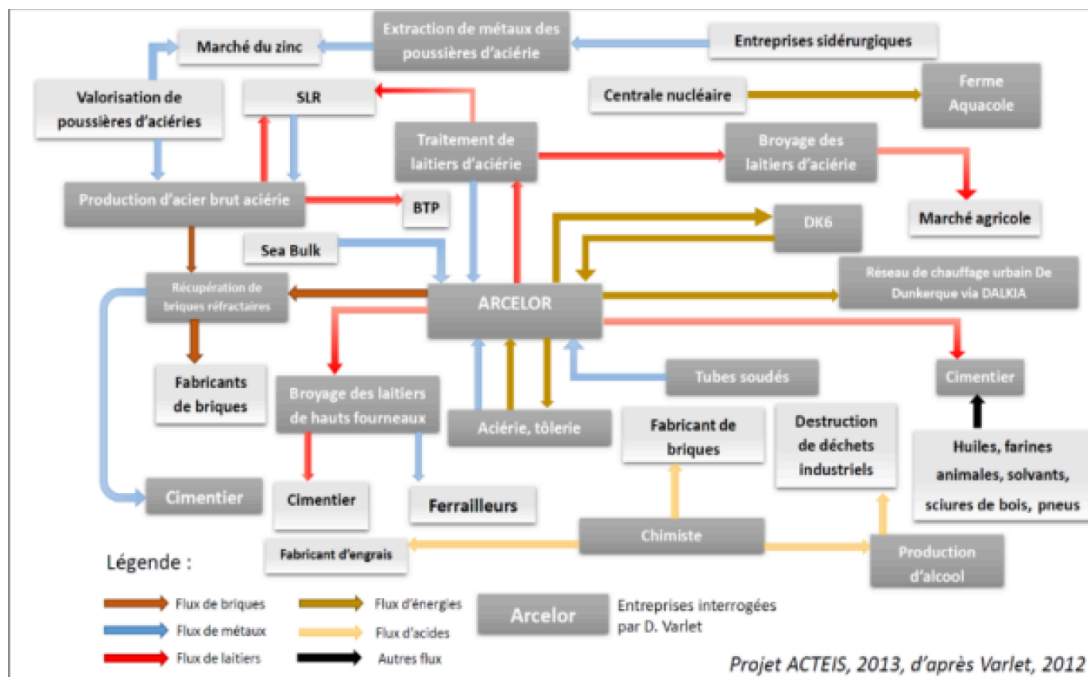 Extraction de métaux des
poussières d'aciérie
Marché du zinc
Entreprises sidérurgiques
Valorisation de
poussières d'aciéries
SLR
Centrale nucléaire
Ferme
Aquacole
Traitement de
laitiers d'aciérie
Broyage des
laitiers d'aciérie
Production d'acier brut aciérie
BTP
Marché agricole
DK6
Sea Bulk
Réseau de chauffage urbain De
Dunkerque via DALKIA
Récupération de
briques réfractaires
ARCELOR
Fabricants
de briques
Broyage des laitiers
de hauts fourneaux
Tubes soudés
Cimentier
Aciérie, tôlerie
Fabricant de
briques
Destruction
de déchets
industriels
Huiles, farines
animales, solvants,
sciures de bois, pneus
Cimentier
Cimentier
Ferrailleurs
Chimiste
Fabricant d'engrais
Production
d'alcool
Légende :
Flux de briques
Flux d'énergies
Flux de métaux
Flux d'acides
Flux de laitiers
Autres flux
Arcelor
Entreprises interrogées
par D. Varlet
Projet ACTEIS, 2013, d'après Varlet, 2012